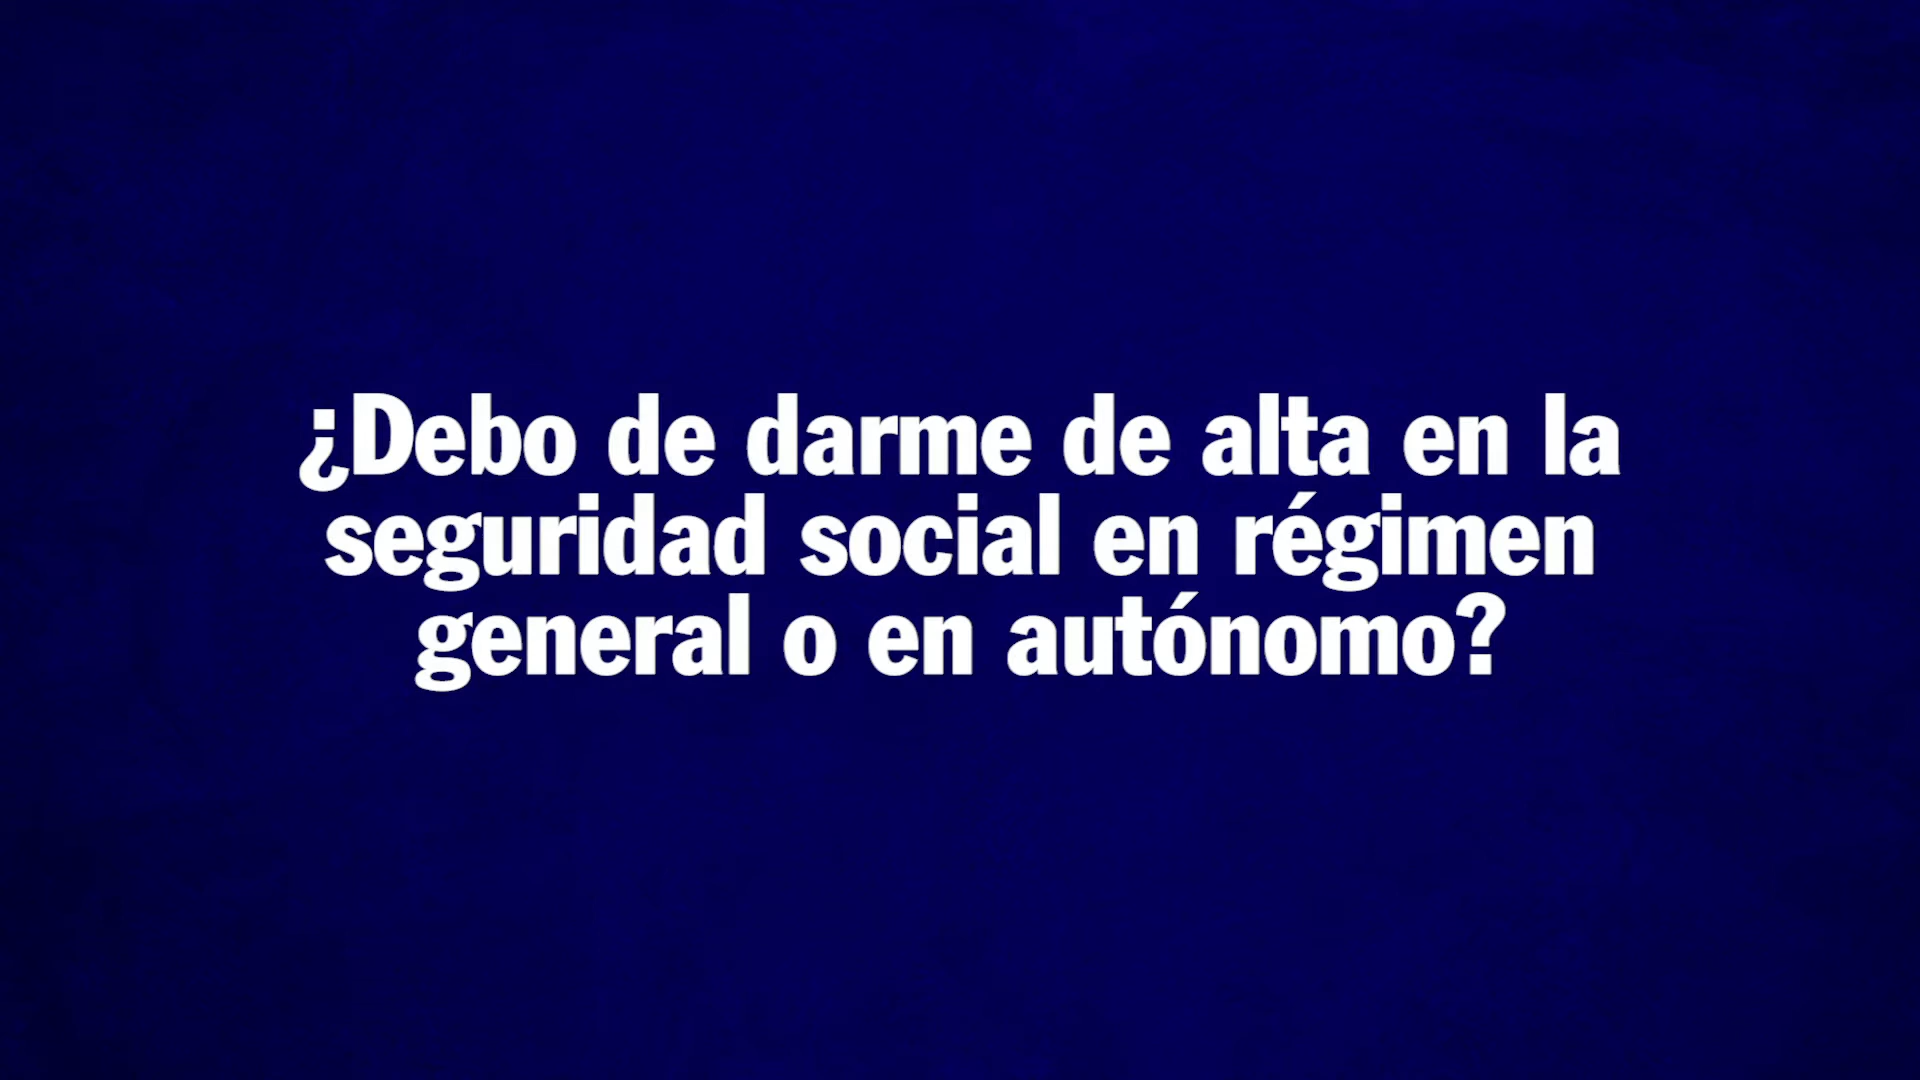 ¿Debo de darme de alta en la
seguridad social en régimen
general o en autónomo?